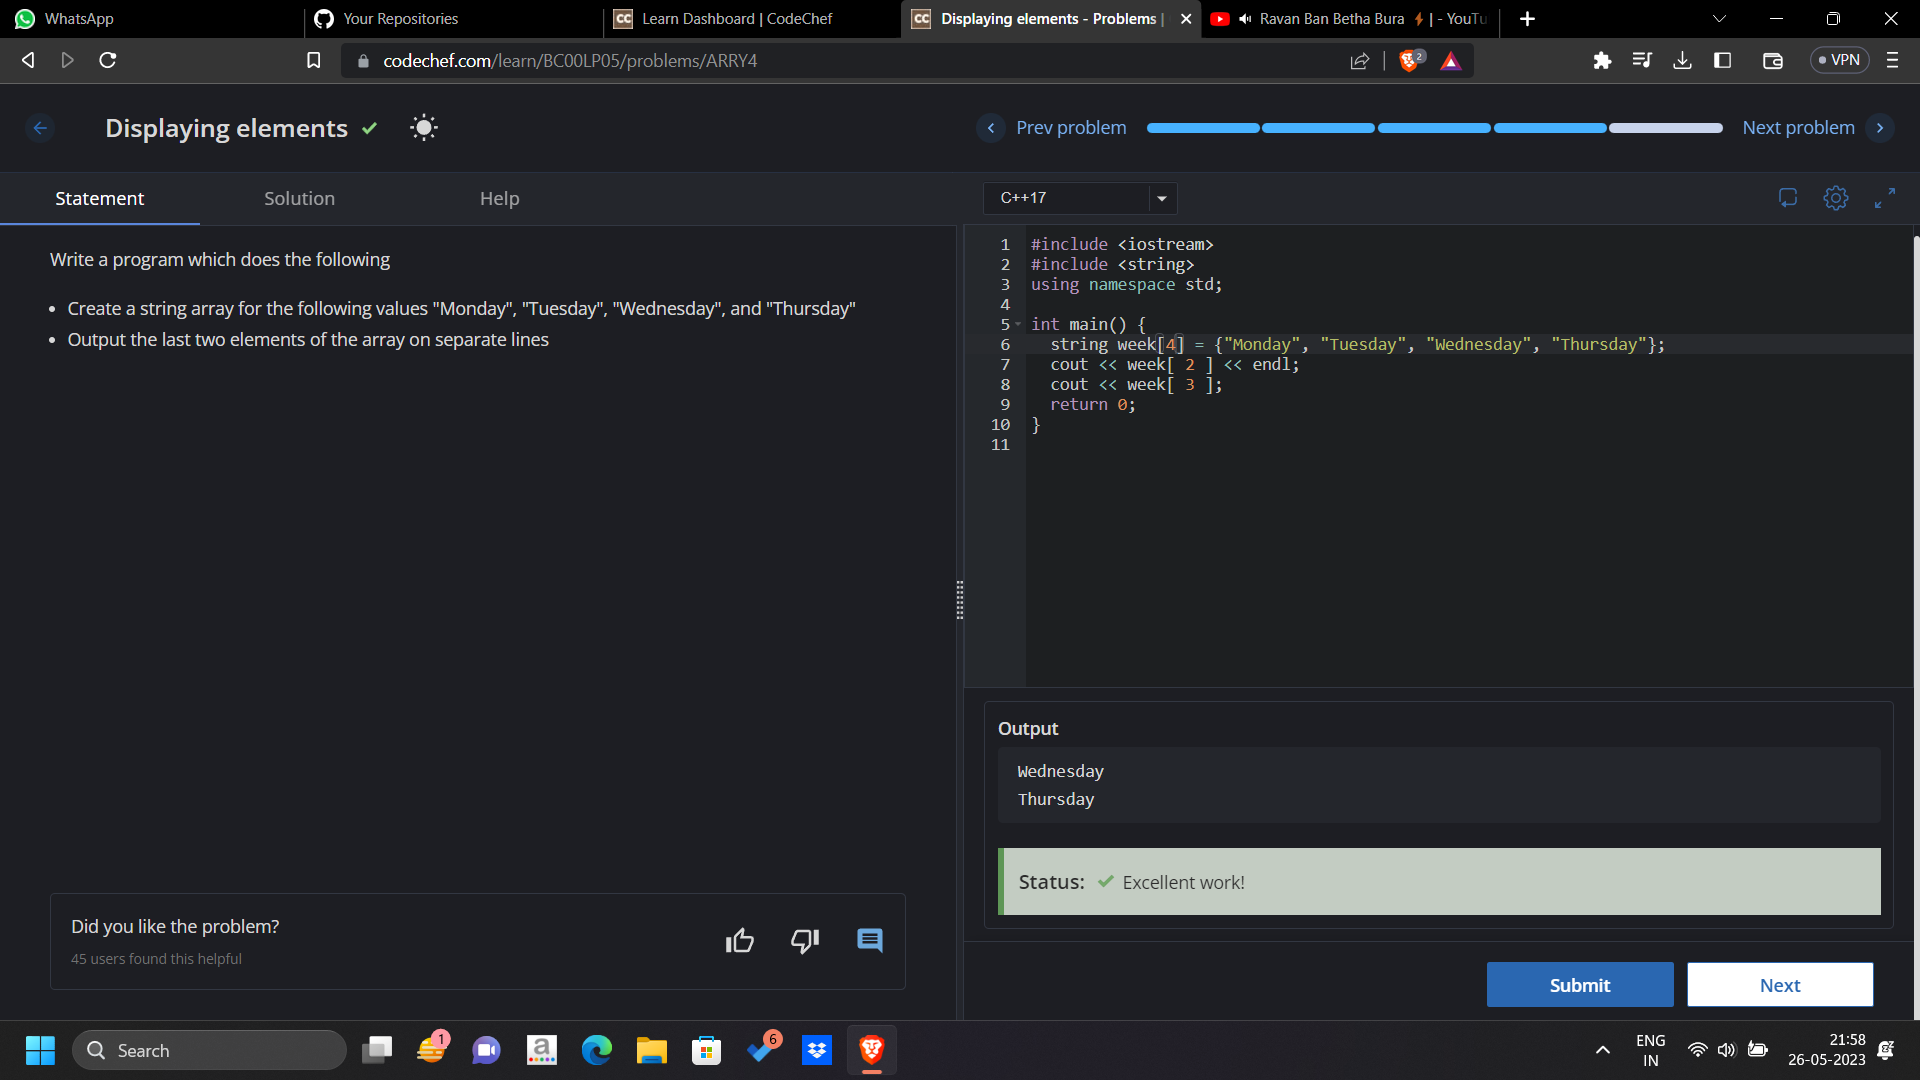 WhatsApp
Your Repositories
CC Learn Dashboard | CodeChef
CC Displaying elements - Problems |
Ravan Ban Betha Bura ⚡ | - YouTu
codechef.com/learn/BC00LP05/problems/ARRY4
2
VPN
Displaying elements
Prev problem
Next problem
Statement
Solution
Help
C++17
Write a program which does the following
• Create a string array for the following values "Monday", "Tuesday", "Wednesday", and "Thursday"
• Output the last two elements of the array on separate lines
1 #include <iostream>
2 #include <string>
3 using namespace std;
4
5 int main() {
6 string week[4] = {"Monday", "Tuesday", "Wednesday", "Thursday"};
7 cout << week[ 2 ] << endl;
8 cout << week[ 3 ];
9 return 0;
10 }
11
Output
Wednesday
Thursday
Status: ✓ Excellent work!
Did you like the problem?
45 users found this helpful
Submit
Next
Search
1
a
6
ENG
IN
21:58
26-05-2023